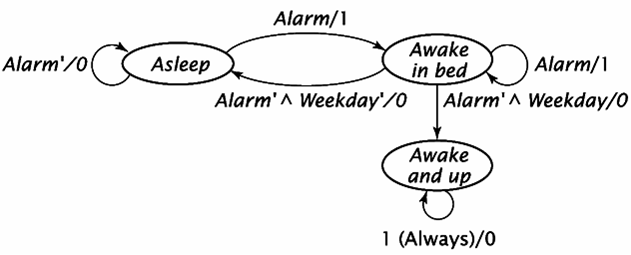 Alarm/1
Alarm'/0
Asleep
Awake
in bed
Alarm/1
Alarm' ∧ Weekday'/0
Alarm' ∧ Weekday/0
Awake
and up
1 (Always)/0